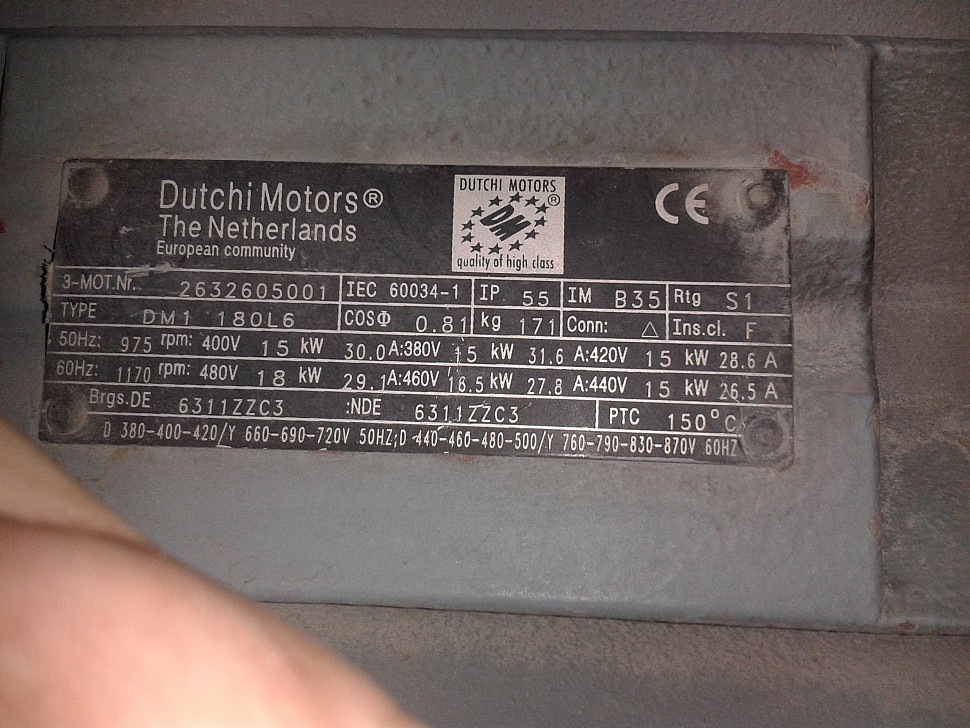 Dutchi Motors®
The Netherlands
European community
DUTCHI MOTORS
®
DM
quality of high class
CE
3-MOT.Nr. 2632605001 IEC 60034-1 IP 55 IM B35 Rtg S1
TYPE DM1 180L6 COSΦ 0.81 kg 171 Conn: △ Ins.cl. F
50Hz: 975 rpm: 400V 15 kW 30.0 A:380V 15 kW 31.6 A:420V 15 kW 28.6 A
60Hz: 1170 rpm: 480V 18 kW 29.1 A:460V 18.5 kW 27.8 A:440V 15 kW 26.5 A
Brgs.DE 6311ZZC3 :NDE 6311ZZC3 PTC 150°C
D 380-400-420/Y 660-690-720V 50HZ;D 440-460-480-500/Y 760-790-830-870V 60HZ